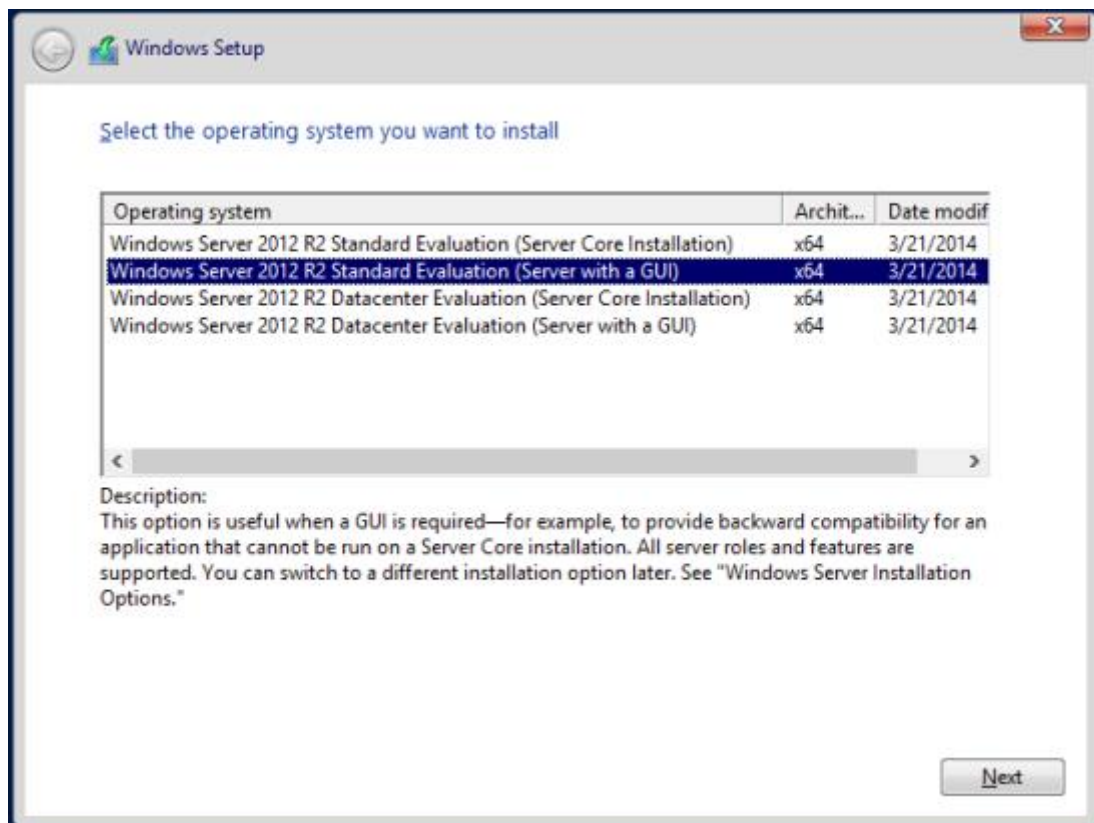 Windows Setup
Select the operating system you want to install
Operating system Archit... Date modif
Windows Server 2012 R2 Standard Evaluation (Server Core Installation) x64 3/21/2014
Windows Server 2012 R2 Standard Evaluation (Server with a GUI) x64 3/21/2014
Windows Server 2012 R2 Datacenter Evaluation (Server Core Installation) x64 3/21/2014
Windows Server 2012 R2 Datacenter Evaluation (Server with a GUI) x64 3/21/2014
Description:
This option is useful when a GUI is required—for example, to provide backward compatibility for an
application that cannot be run on a Server Core installation. All server roles and features are
supported. You can switch to a different installation option later. See "Windows Server Installation
Options."
Next